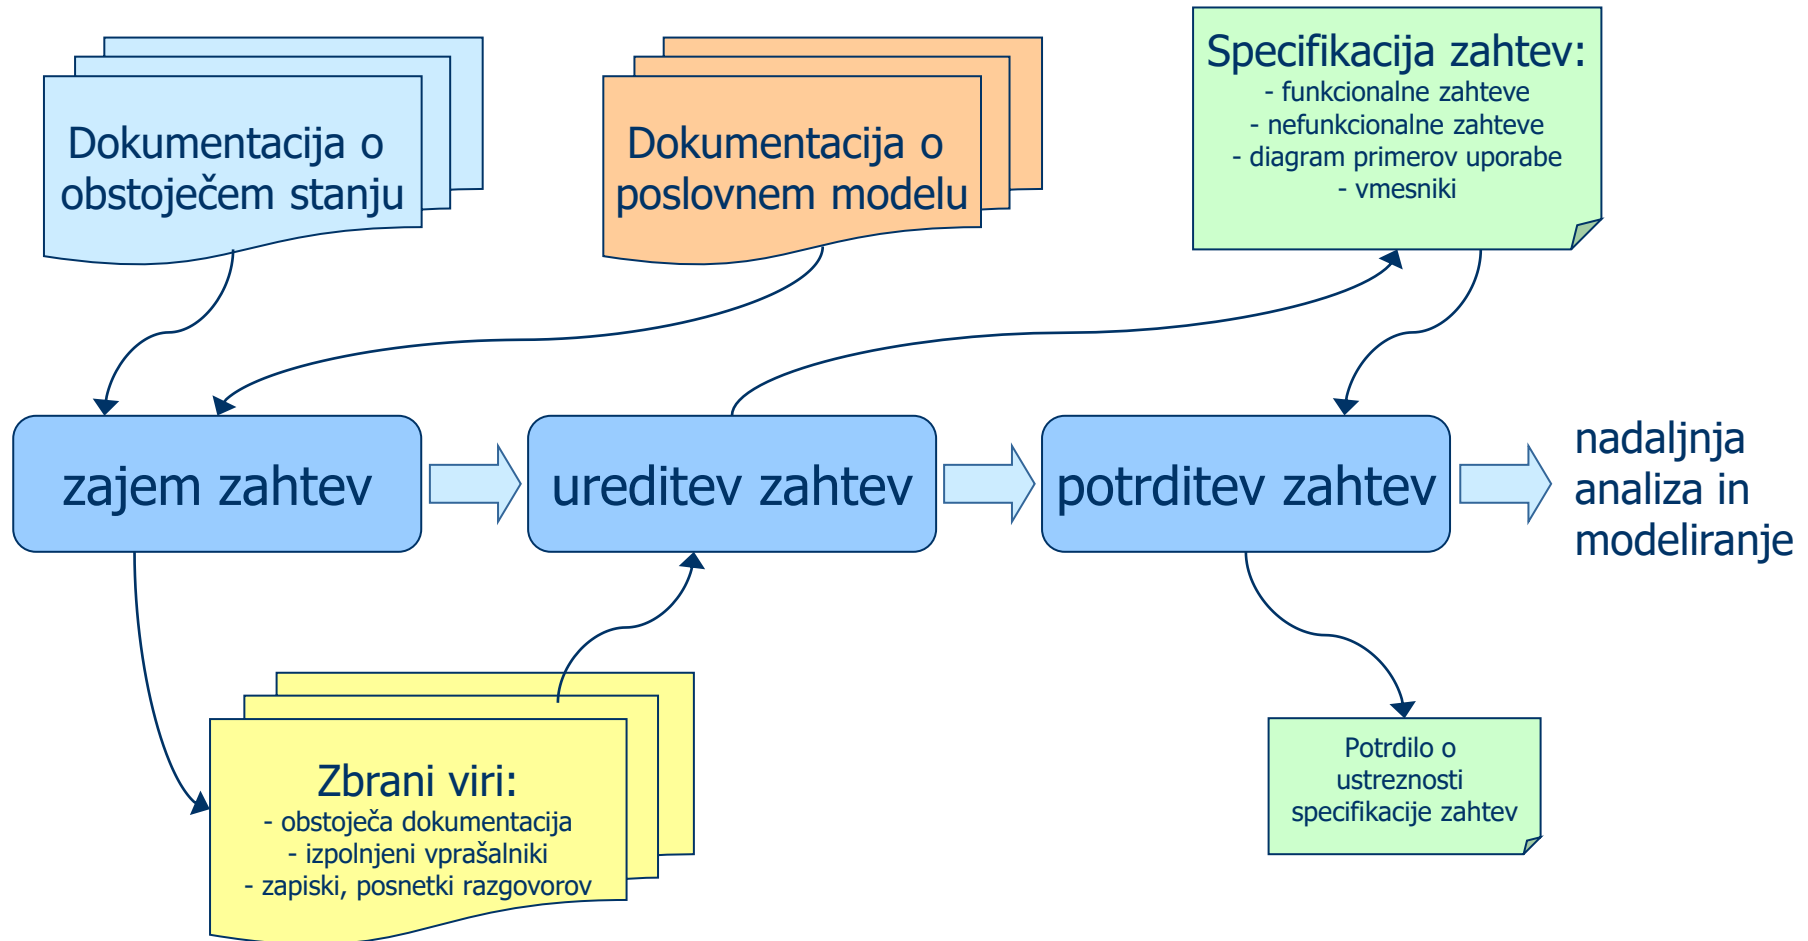 Dokumentacija o
obstoječem stanju
Dokumentacija o
poslovnem modelu
Specifikacija zahtev:
- funkcionalne zahteve
- nefunkcionalne zahteve
- diagram primerov uporabe
- vmesniki
zajem zahtev
ureditev zahtev
potrditev zahtev
nadaljnja
analiza in
modeliranje
Zbrani viri:
- obstoječa dokumentacija
- izpolnjeni vprašalniki
- zapiski, posnetki razgovorov
Potrdilo o
ustreznosti
specifikacije zahtev